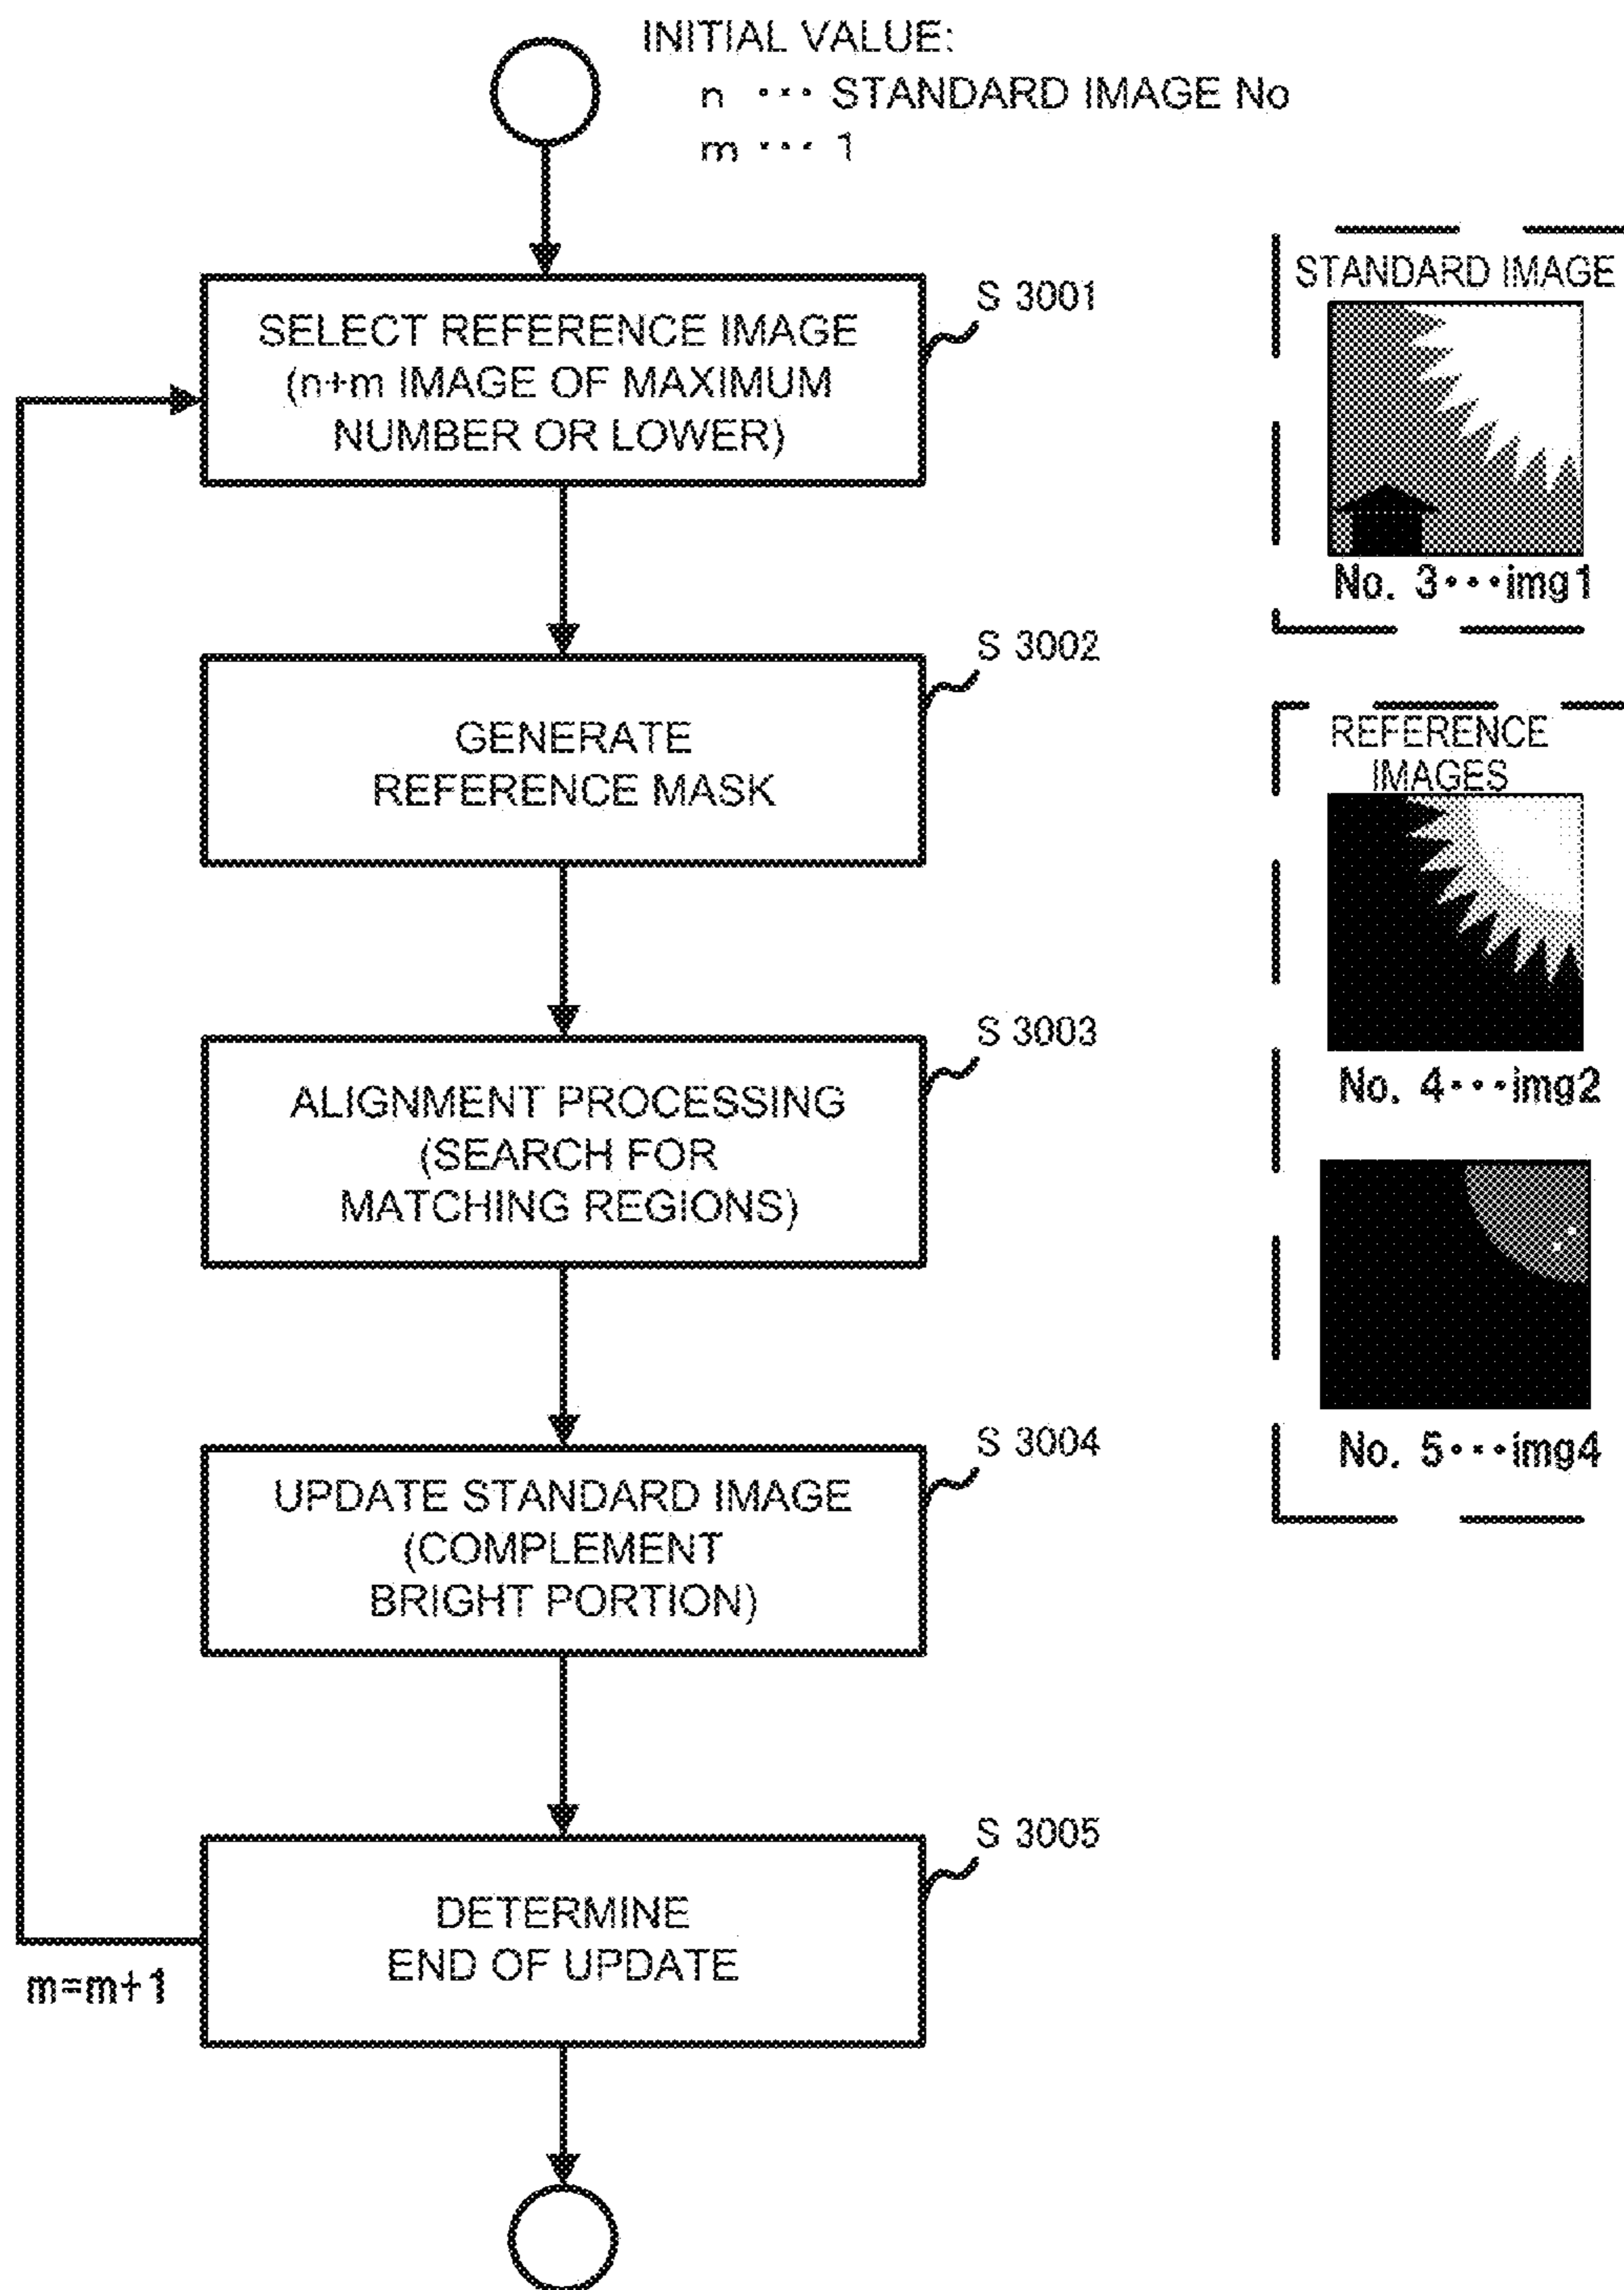 INITIAL VALUE:
n ··· STANDARD IMAGE No
m ··· 1
SELECT REFERENCE IMAGE
(n+m IMAGE OF MAXIMUM
NUMBER OR LOWER)
S 3001
GENERATE
REFERENCE MASK
S 3002
ALIGNMENT PROCESSING
(SEARCH FOR
MATCHING REGIONS)
S 3003
UPDATE STANDARD IMAGE
(COMPLEMENT
BRIGHT PORTION)
S 3004
DETERMINE
END OF UPDATE
S 3005
m=m+1
STANDARD IMAGE
No. 3···img1
REFERENCE
IMAGES
No. 4···img2
No. 5···img4